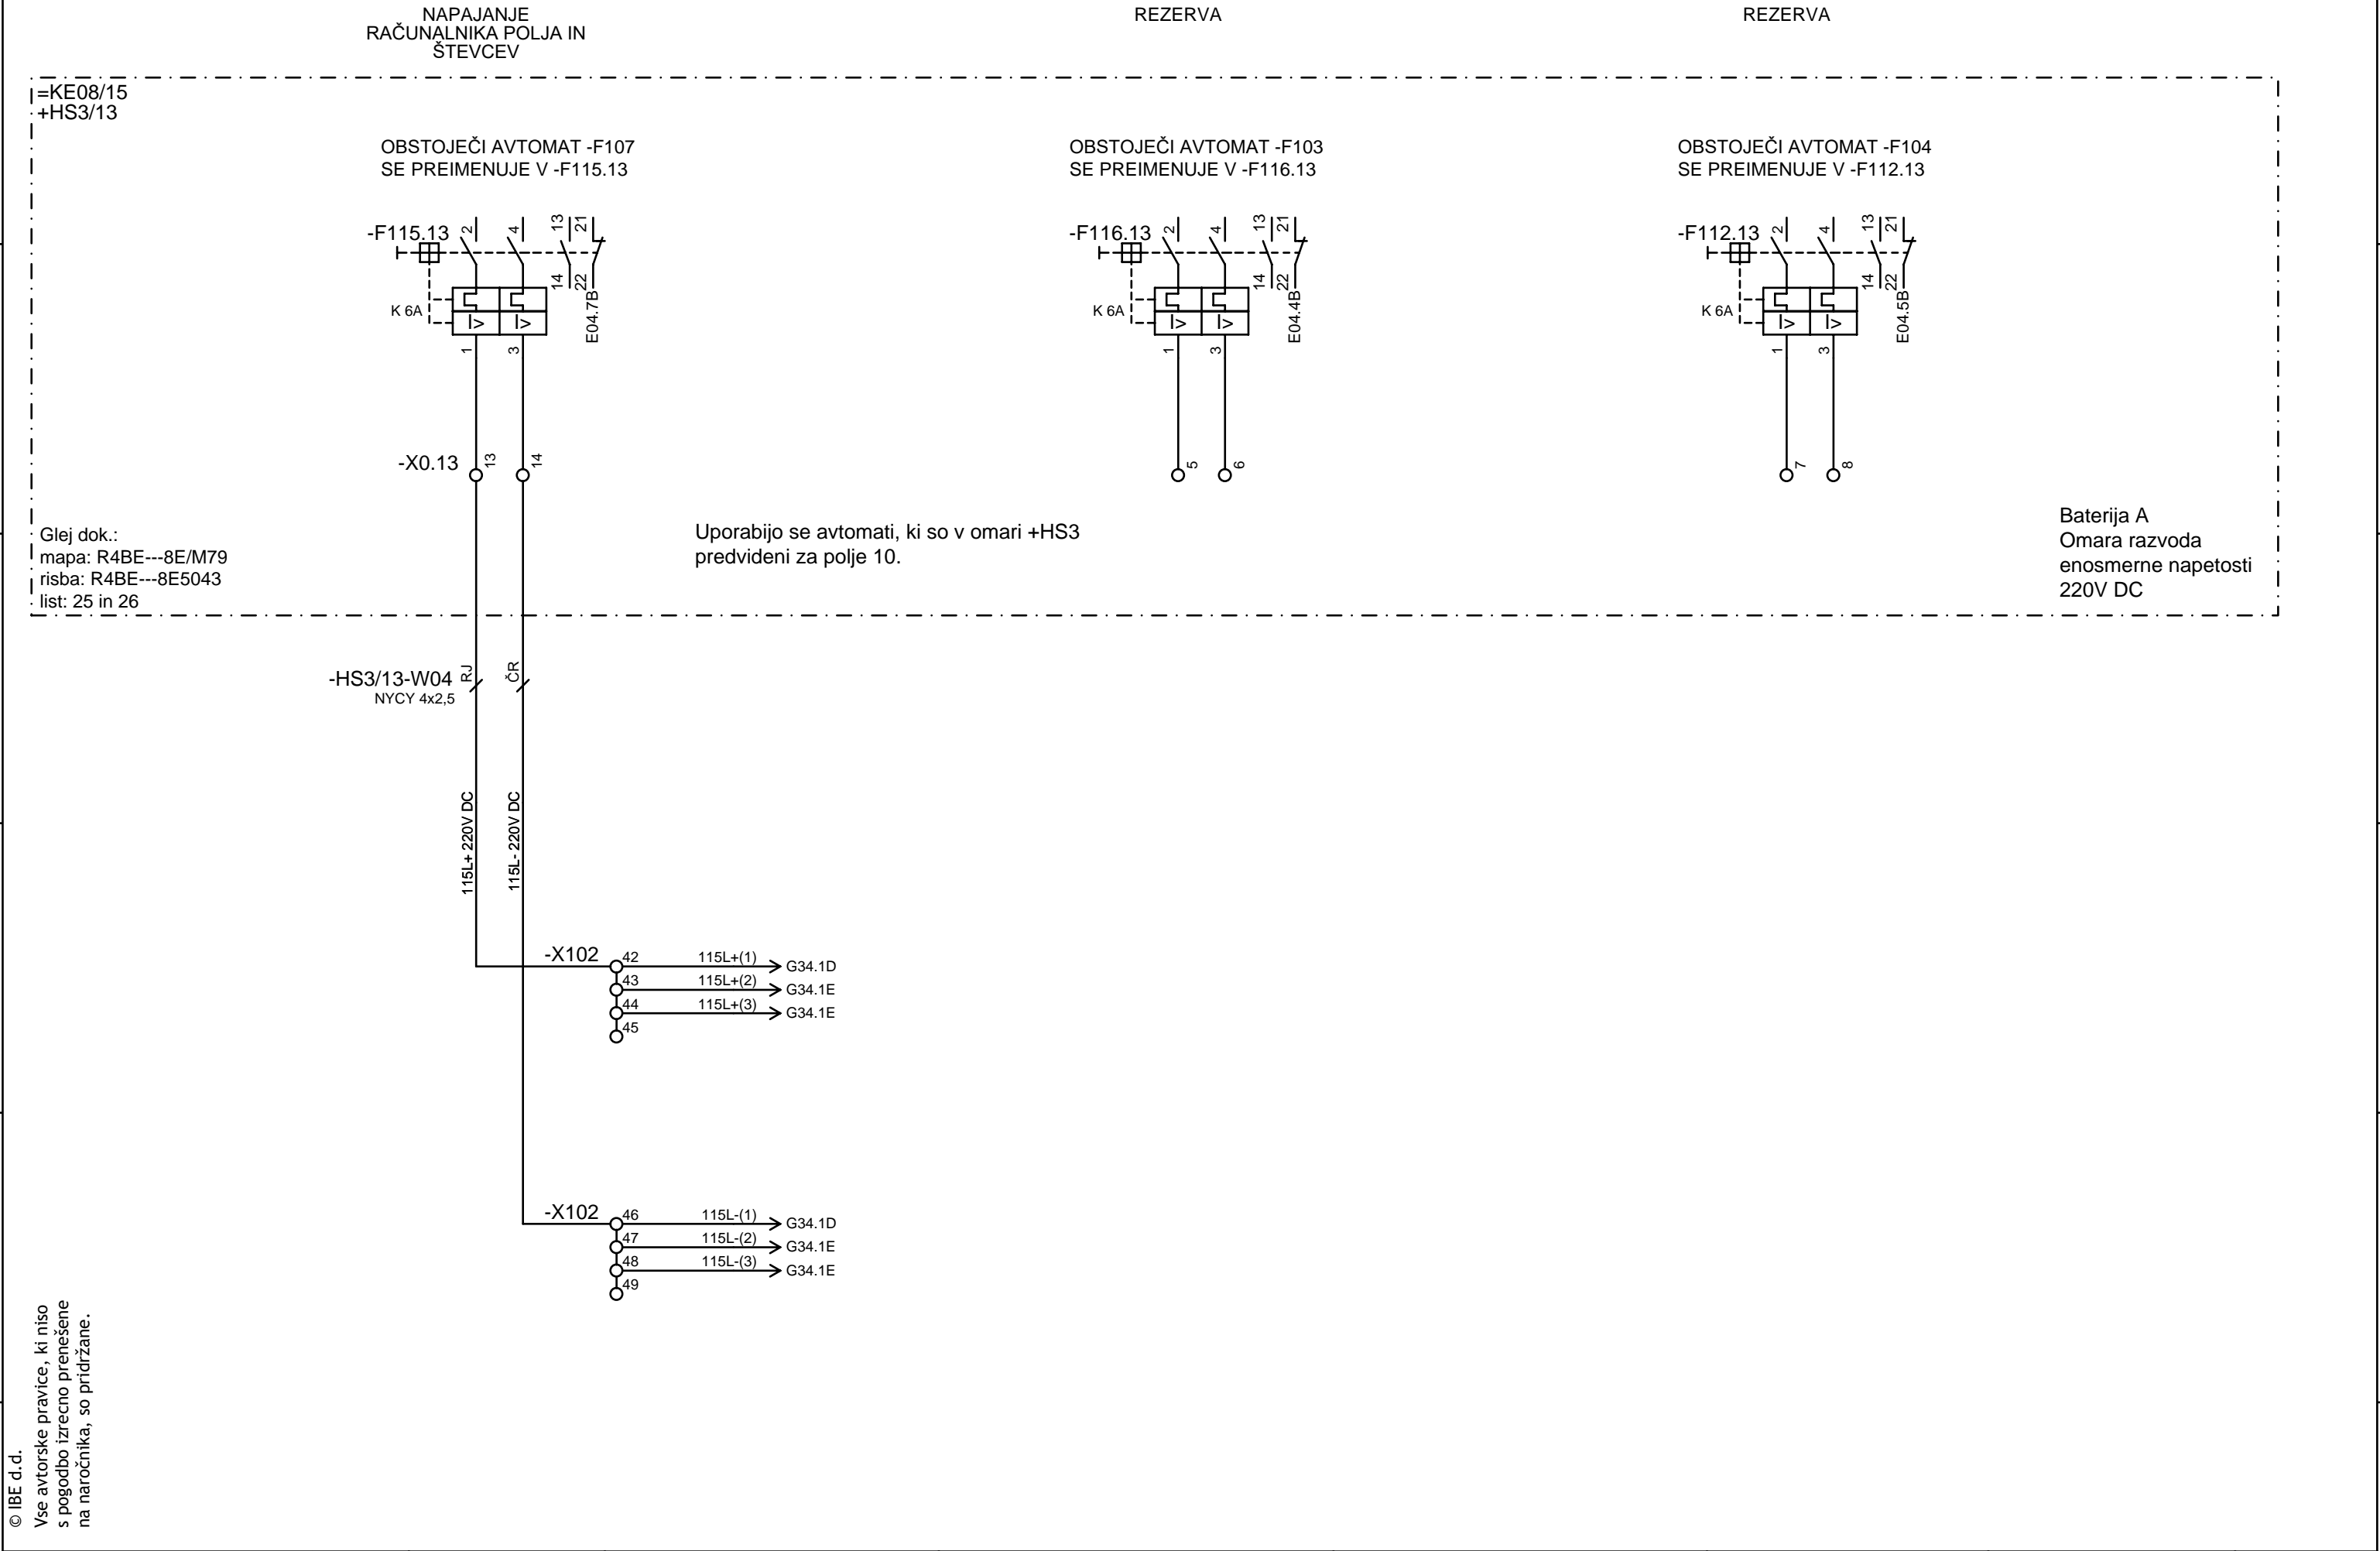 NAPAJANJE
RAČUNALNIKA POLJA IN
ŠTEVCEV
REZERVA
REZERVA
=KE08/15
+HS3/13
OBSTOJEČI AVTOMAT -F107
SE PREIMENUJE V -F115.13
OBSTOJEČI AVTOMAT -F103
SE PREIMENUJE V -F116.13
OBSTOJEČI AVTOMAT -F104
SE PREIMENUJE V -F112.13
-F115.13
2
4
13
21
14
22
E04.7B
K 6A
I>
I>
1
3
-F116.13
2
4
13
21
14
22
E04.4B
K 6A
I>
I>
1
3
-F112.13
2
4
13
21
14
22
E04.5B
K 6A
I>
I>
1
3
-X0.13
13
14
5
6
7
8
Glej dok.:
mapa: R4BE---8E/M79
risba: R4BE---8E5043
list: 25 in 26
Uporabijo se avtomati, ki so v omari +HS3
predvideni za polje 10.
Baterija A
Omara razvoda
enosmerne napetosti
220V DC
-HS3/13-W04
NYCY 4x2,5
RJ
ČR
115L+ 220V DC
115L- 220V DC
-X102
42
115L+(1)
G34.1D
43
115L+(2)
G34.1E
44
115L+(3)
G34.1E
45
-X102
46
115L-(1)
G34.1D
47
115L-(2)
G34.1E
48
115L-(3)
G34.1E
49
© IBE d.d.
Vse avtorske pravice, ki niso
s pogodbo izrecno prenešene
na naročnika, so pridržane.